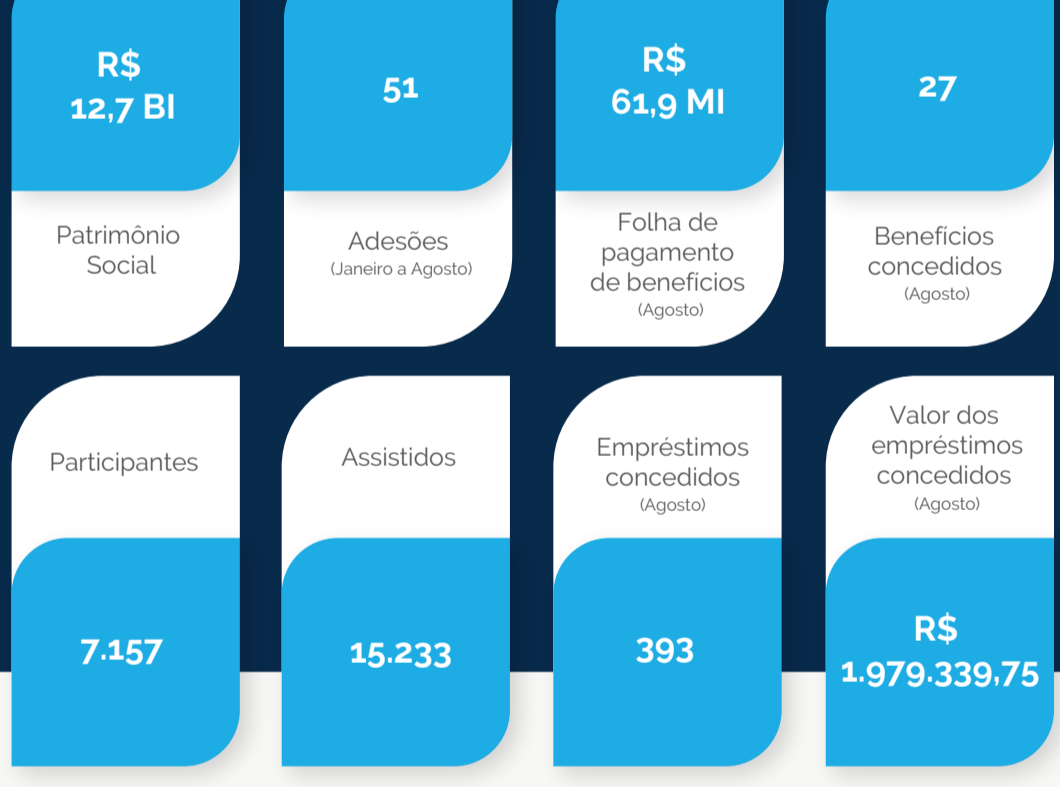 R$
12,7 BI
Patrimônio
Social
51
Adesões
(Janeiro a Agosto)
R$
61,9 MI
Folha de
pagamento
de benefícios
(Agosto)
27
Benefícios
concedidos
(Agosto)
Participantes
7.157
Assistidos
15.233
Empréstimos
concedidos
(Agosto)
393
Valor dos
empréstimos
concedidos
(Agosto)
R$
1.979.339,75